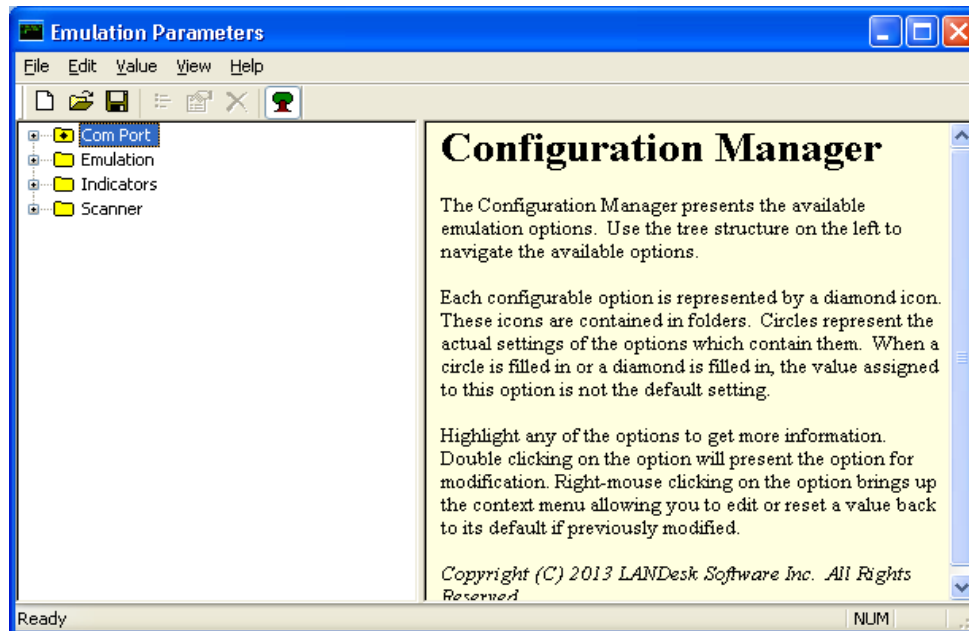 Emulation Parameters
File Edit Value View Help
Com Port
Emulation
Indicators
Scanner
Configuration Manager
The Configuration Manager presents the available
emulation options. Use the tree structure on the left to
navigate the available options.
Each configurable option is represented by a diamond icon.
These icons are contained in folders. Circles represent the
actual settings of the options which contain them. When a
circle is filled in or a diamond is filled in, the value assigned
to this option is not the default setting.
Highlight any of the options to get more information.
Double clicking on the option will present the option for
modification. Right-mouse clicking on the option brings up
the context menu allowing you to edit or reset a value back
to its default if previously modified.
Copyright (C) 2013 LANDesk Software Inc. All Rights
Reserved
Ready NUM